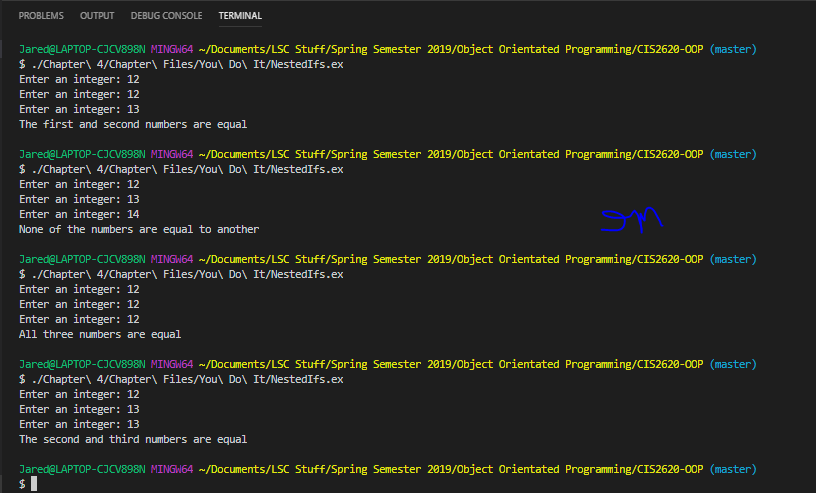 PROBLEMS OUTPUT DEBUG CONSOLE TERMINAL
Jared@LAPTOP-CJCV898N MINGW64 ~/Documents/LSC Stuff/Spring Semester 2019/Object Orientated Programming/CIS2620-OOP (master)
$ ./Chapter\ 4/Chapter\ Files/You\ Do\ It/NestedIfs.ex
Enter an integer: 12
Enter an integer: 12
Enter an integer: 13
The first and second numbers are equal
Jared@LAPTOP-CJCV898N MINGW64 ~/Documents/LSC Stuff/Spring Semester 2019/Object Orientated Programming/CIS2620-OOP (master)
$ ./Chapter\ 4/Chapter\ Files/You\ Do\ It/NestedIfs.ex
Enter an integer: 12
Enter an integer: 13
Enter an integer: 14
None of the numbers are equal to another
Jared@LAPTOP-CJCV898N MINGW64 ~/Documents/LSC Stuff/Spring Semester 2019/Object Orientated Programming/CIS2620-OOP (master)
$ ./Chapter\ 4/Chapter\ Files/You\ Do\ It/NestedIfs.ex
Enter an integer: 12
Enter an integer: 12
Enter an integer: 12
All three numbers are equal
Jared@LAPTOP-CJCV898N MINGW64 ~/Documents/LSC Stuff/Spring Semester 2019/Object Orientated Programming/CIS2620-OOP (master)
$ ./Chapter\ 4/Chapter\ Files/You\ Do\ It/NestedIfs.ex
Enter an integer: 12
Enter an integer: 13
Enter an integer: 13
The second and third numbers are equal
Jared@LAPTOP-CJCV898N MINGW64 ~/Documents/LSC Stuff/Spring Semester 2019/Object Orientated Programming/CIS2620-OOP (master)
$